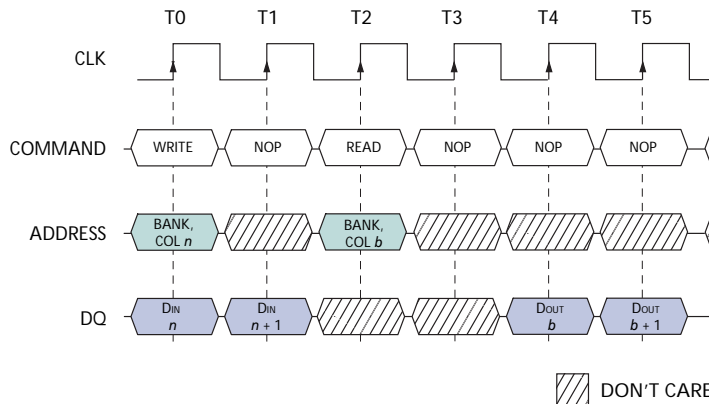 T0 T1 T2 T3 T4 T5
CLK
COMMAND WRITE NOP READ NOP NOP NOP
ADDRESS BANK, COL n BANK, COL b
DQ DIN n DIN n + 1 DOUT b DOUT b + 1
DON'T CARE